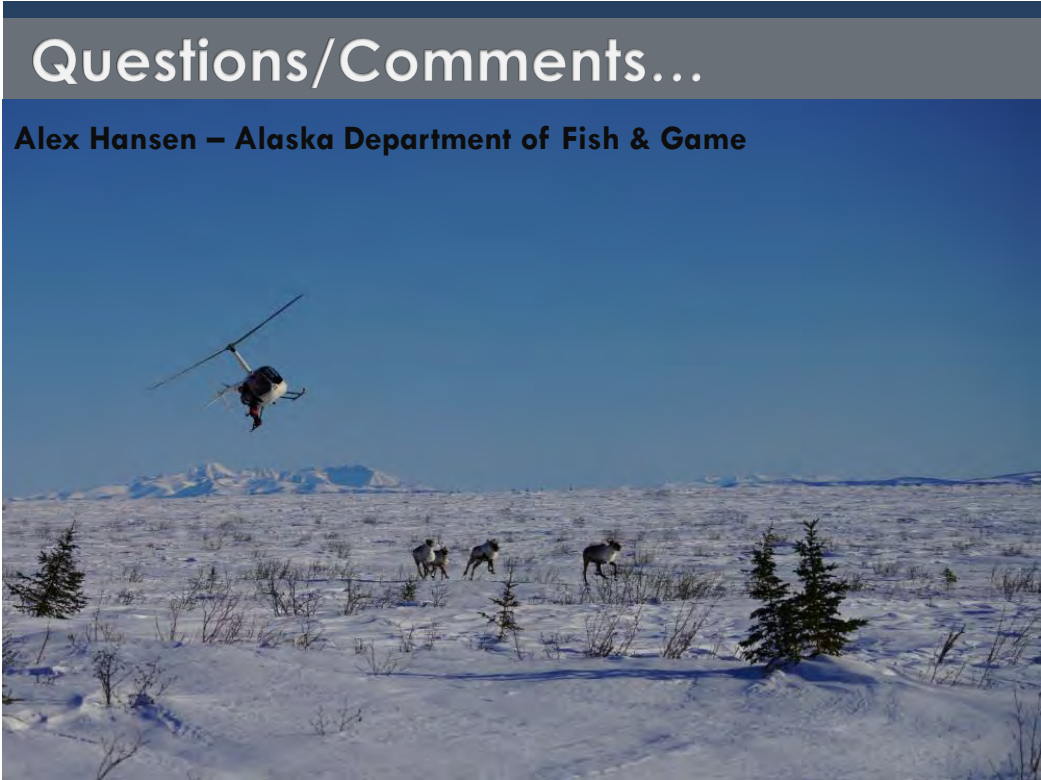 Questions/Comments…
Alex Hansen – Alaska Department of Fish & Game